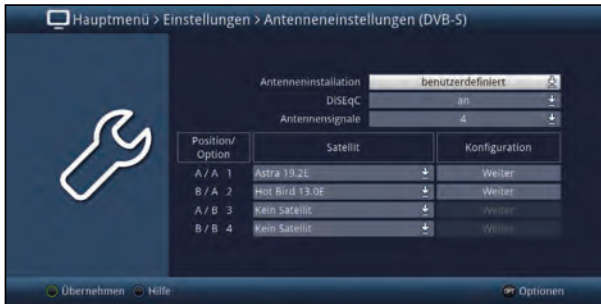 Hauptmenü > Einstellungen > Antenneneinstellungen (DVB-S)
Antenneninstallation benutzerdefiniert
DiSEqC an
Antennensignale 4
Position/ Option Satellit Konfiguration
A / A 1 Astra 19.2E Weiter
B / A 2 Hot Bird 13.0E Weiter
A / B 3 Kein Satellit Weiter
B / B 4 Kein Satellit Weiter
Übernehmen Hilfe OPT Optionen